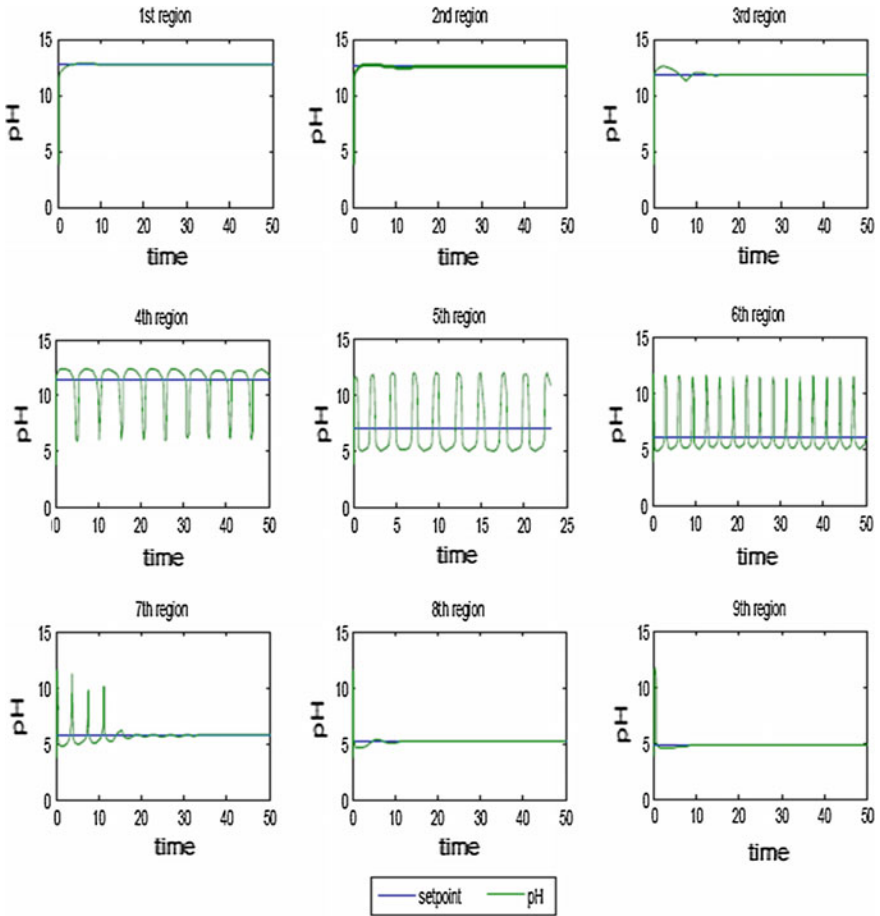 1st region
2nd region
3rd region
15
10
5
0
pH
0 10 20 30 40 50
time
15
10
5
0
pH
0 10 20 30 40 50
time
15
10
5
0
pH
0 10 20 30 40 50
time
4th region
5th region
6th region
15
10
5
0
pH
0 10 20 30 40 50
time
15
10
5
0
pH
0 5 10 15 20 25
time
15
10
5
0
pH
0 10 20 30 40 50
time
7th region
8th region
9th region
15
10
5
0
pH
0 10 20 30 40 50
time
15
10
5
0
pH
0 10 20 30 40 50
time
15
10
5
0
pH
0 10 20 30 40 50
time
setpoint pH